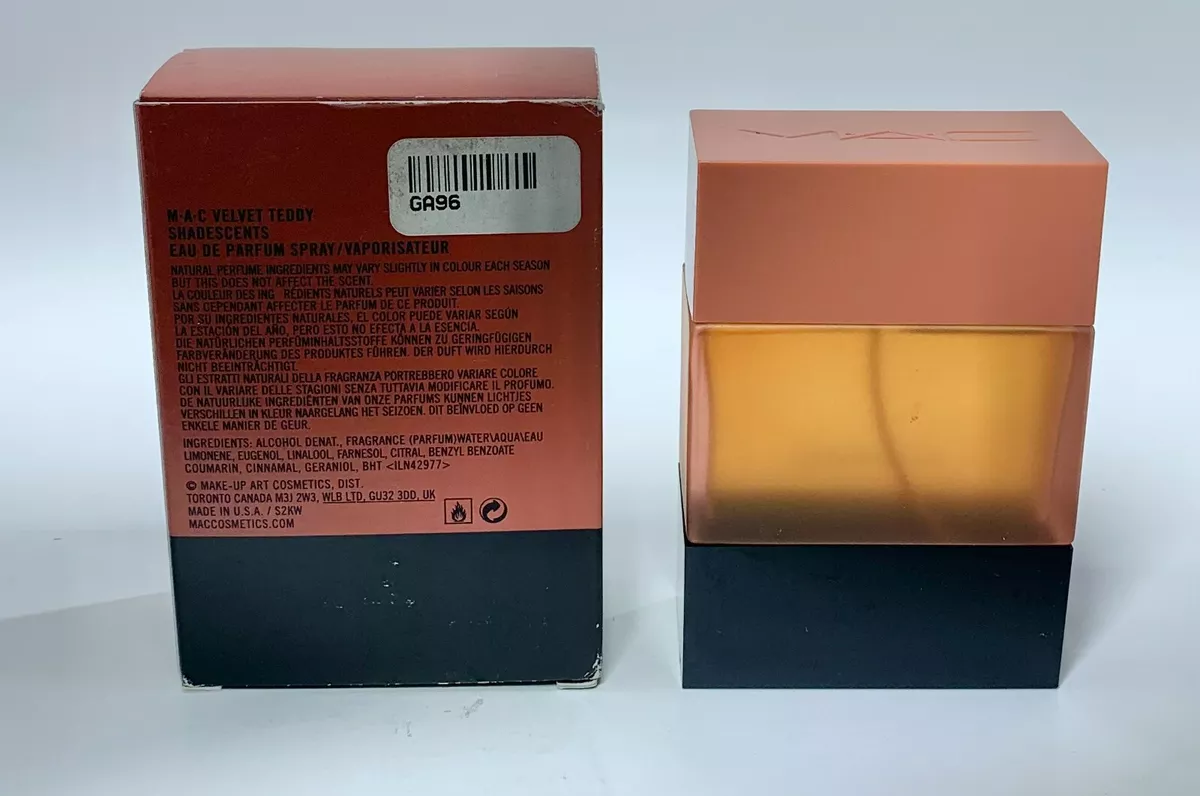 GA96
M·A·C VELVET TEDDY
SHADESCENTS
EAU DE PARFUM SPRAY/VAPORISATEUR
NATURAL PERFUME INGREDIENTS MAY VARY SLIGHTLY IN COLOUR EACH SEASON
BUT THIS DOES NOT AFFECT THE SCENT.
LA COULEUR DES ING RÉDIENTS NATURELS PEUT VARIER SELON LES SAISONS
SANS CEPENDANT AFFECTER LE PARFUM DE CE PRODUIT.
POR SU INGREDIENTES NATURALES, EL COLOR PUEDE VARIAR SEGÚN
LA ESTACIÓN DEL AÑO, PERO ESTO NO EFECTA A LA ESENCIA.
DIE NATÜRLICHEN PERFÜMINHALTSSTOFFE KÖNNEN ZU GERINGFÜGIGEN
FARBVERÄNDERUNG DES PRODUKTES FÜHREN. DER DUFT WIRD HIERDURCH
NICHT BEEINTRÄCHTIGT.
GLI ESTRATTI NATURALI DELLA FRAGRANZA PORTREBBERO VARIARE COLORE
CON IL VARIARE DELLE STAGIONI SENZA TUTTAVIA MODIFICARE IL PROFUMO.
DE NATUURLIJKE INGREDIËNTEN VAN ONZE PARFUMS KUNNEN LICHTJES
VERSCHILLEN IN KLEUR NAARGELANG HET SEIZOEN. DIT BEÏNVLOED OP GEEN
ENKELE MANIER DE GEUR.
INGREDIENTS: ALCOHOL DENAT., FRAGRANCE (PARFUM)WATER\AQUA\EAU
LIMONENE, EUGENOL, LINALOOL, FARNESOL, CITRAL, BENZYL BENZOATE
COUMARIN, CINNAMAL, GERANIOL, BHT <ILN42977>
© MAKE-UP ART COSMETICS, DIST.
TORONTO CANADA M3J 2W3, WLB LTD, GU32 3DD, UK
MADE IN U.S.A. / S2KW
MACCOSMETICS.COM
M·A·C